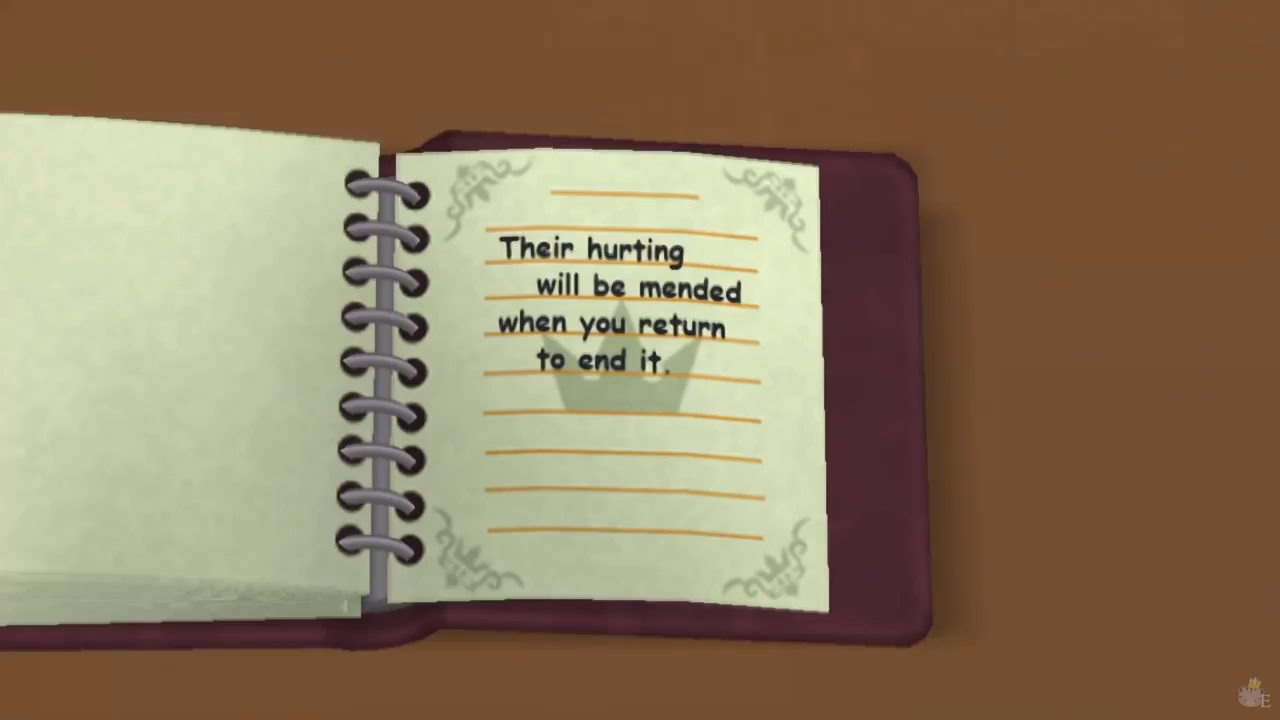 Their hurting
will be mended
when you return
to end it.
E